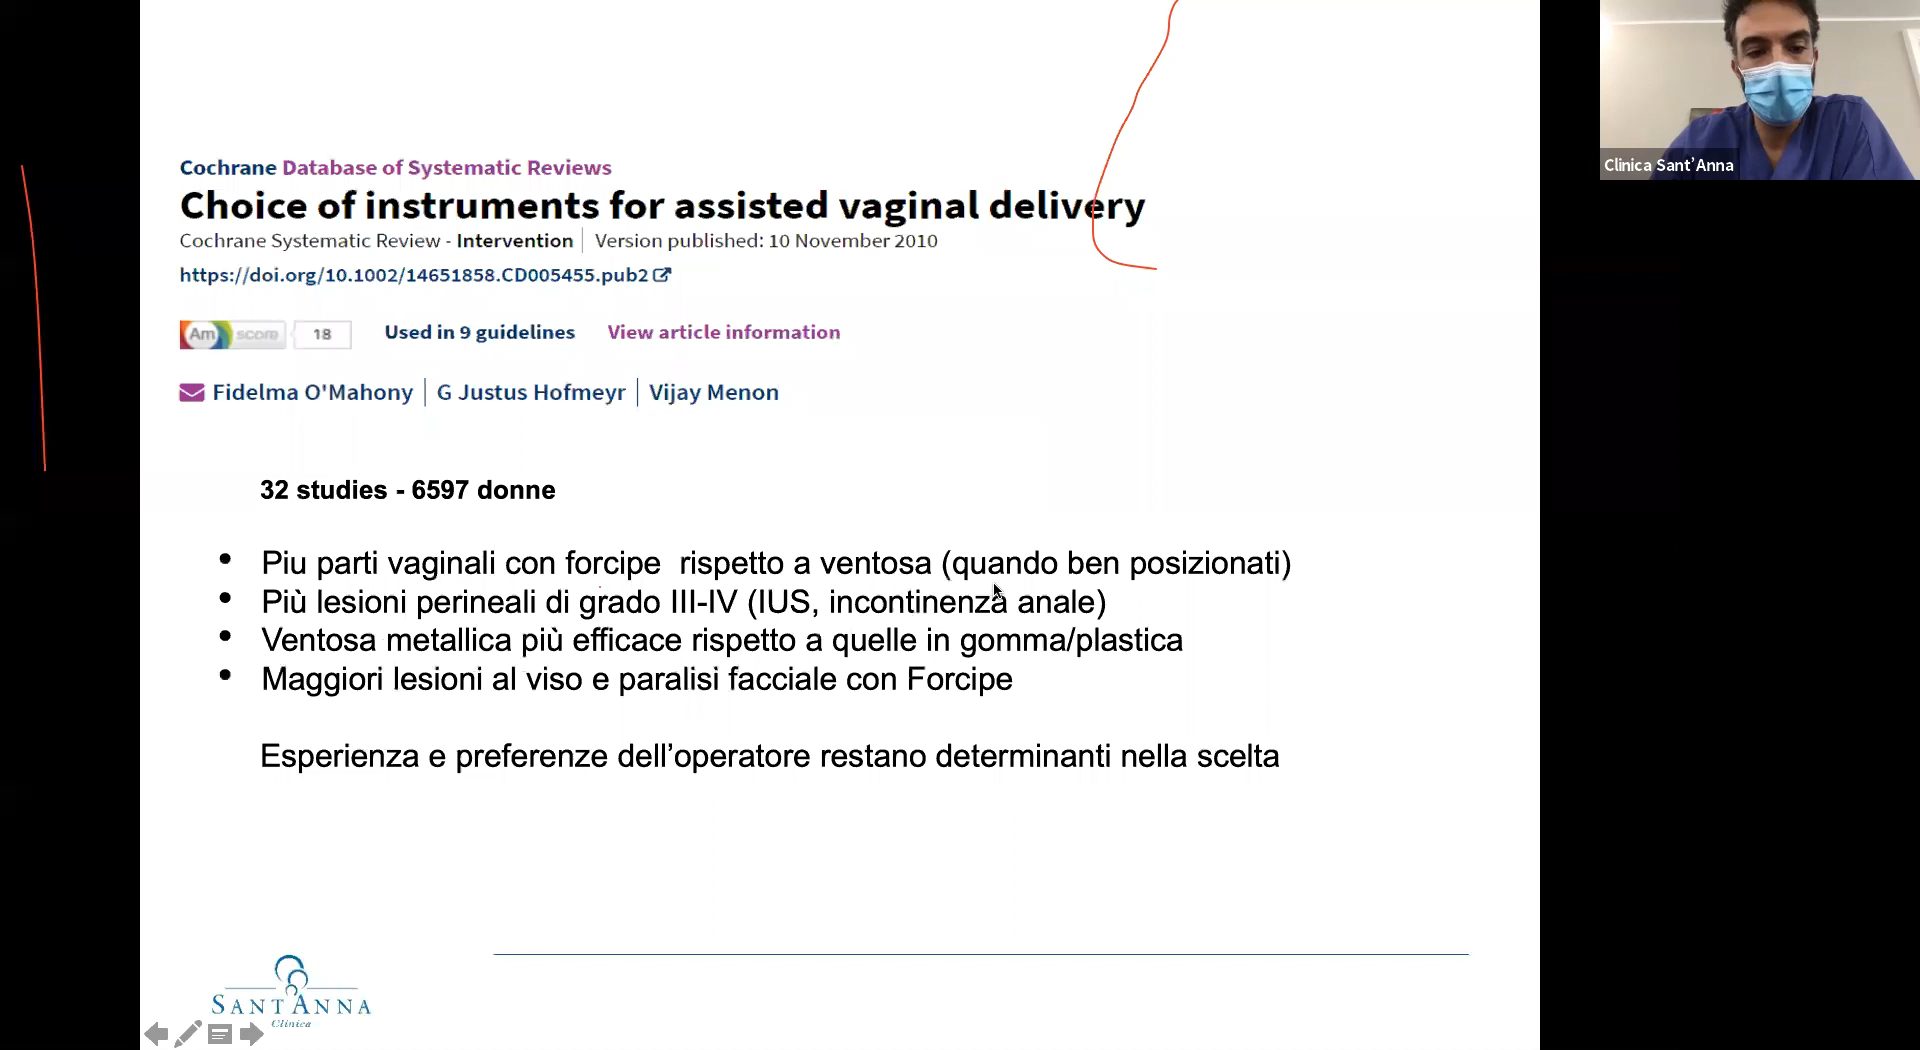 Cochrane Database of Systematic Reviews
Choice of instruments for assisted vaginal delivery
Cochrane Systematic Review - Intervention Version published: 10 November 2010
https://doi.org/10.1002/14651858.CD005455.pub2
Am score 18 Used in 9 guidelines View article information
Fidelma O'Mahony G Justus Hofmeyr Vijay Menon
32 studies - 6597 donne
• Piu parti vaginali con forcipe rispetto a ventosa (quando ben posizionati)
• Più lesioni perineali di grado III-IV (IUS, incontinenza anale)
• Ventosa metallica più efficace rispetto a quelle in gomma/plastica
• Maggiori lesioni al viso e paralisi facciale con Forcipe
Esperienza e preferenze dell’operatore restano determinanti nella scelta
SANT'ANNA
Clinica
Clinica Sant’Anna